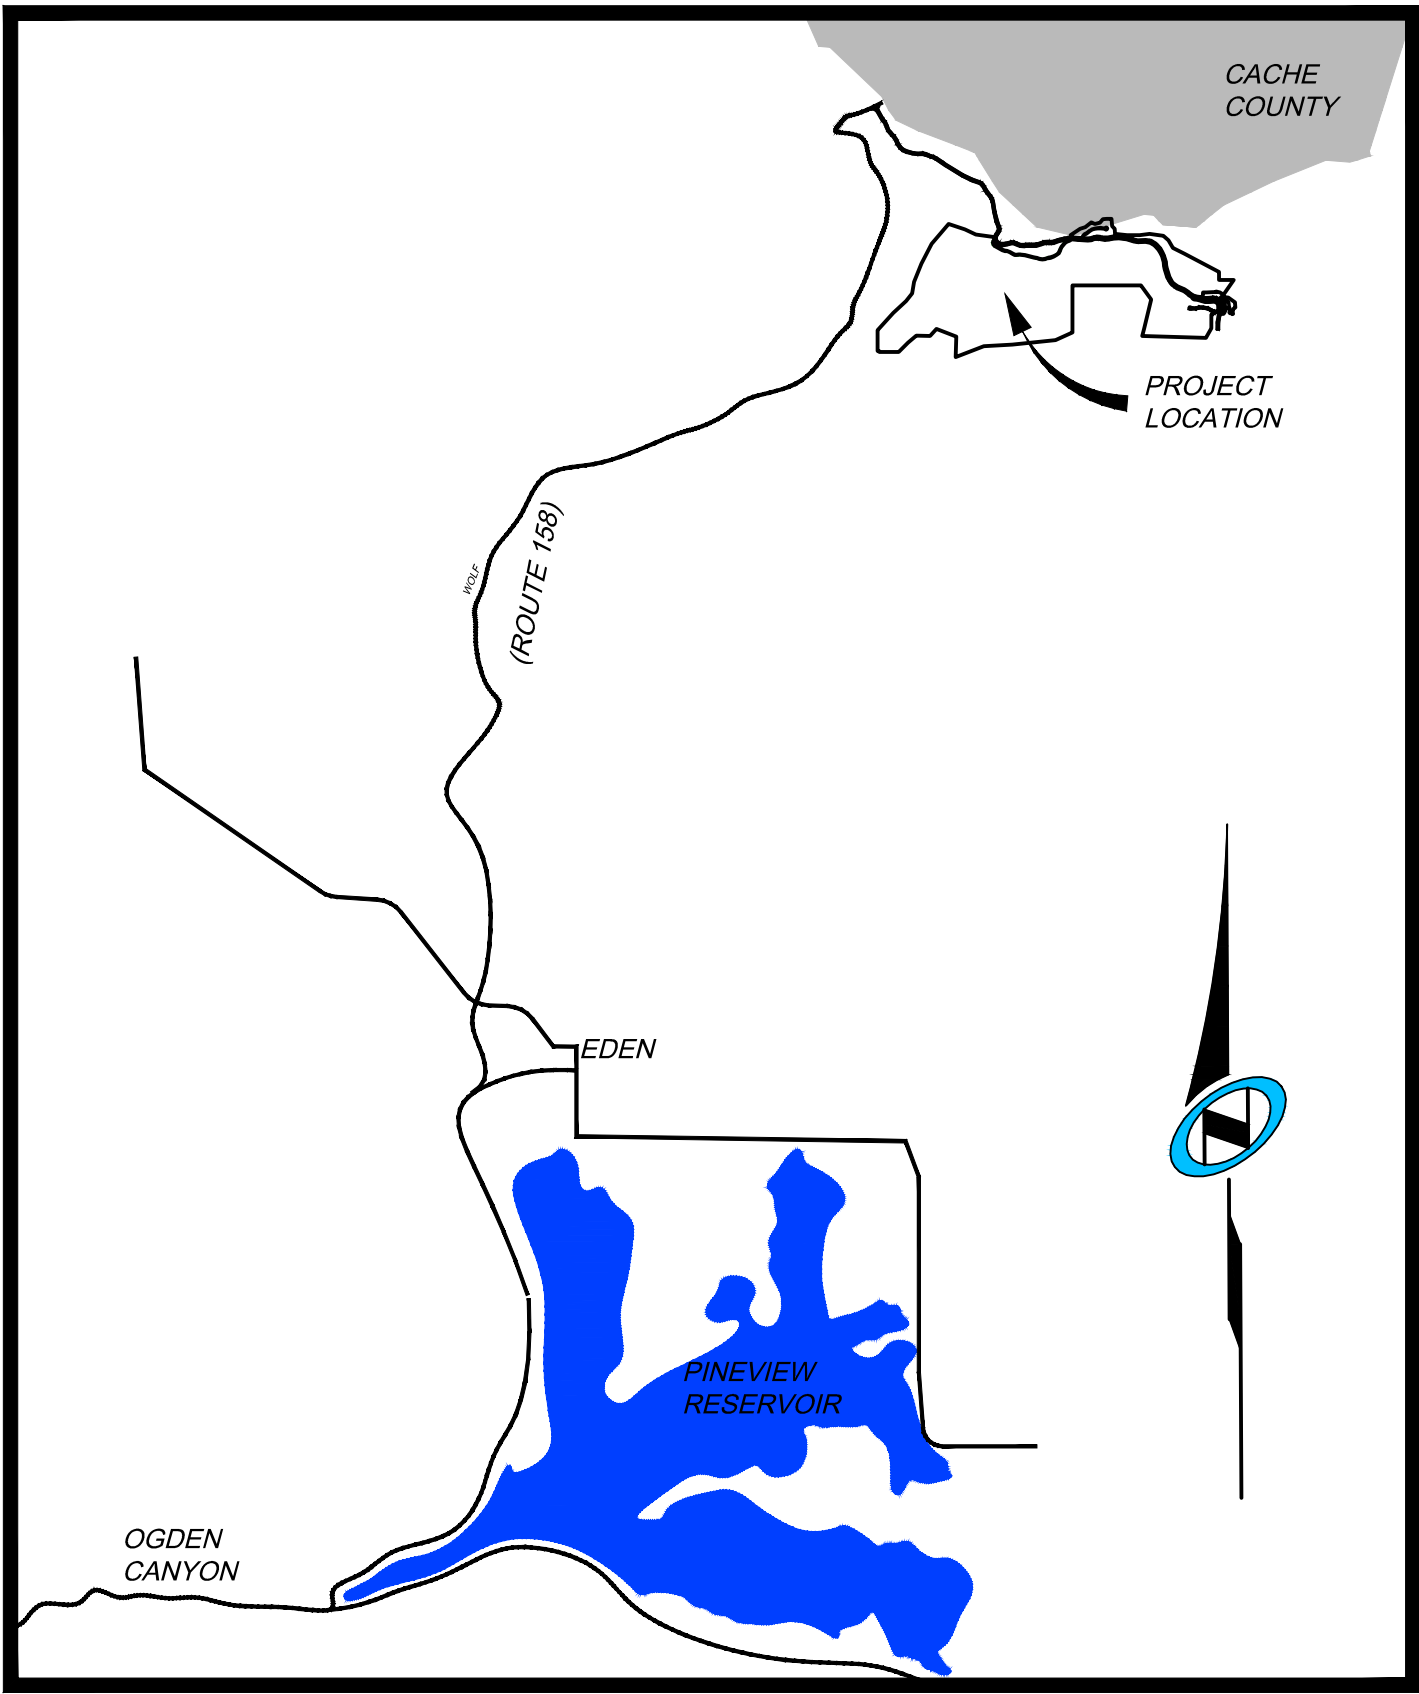 CACHE
COUNTY
PROJECT
LOCATION
(ROUTE 158)
WOLF
EDEN
N
PINEVIEW
RESERVOIR
OGDEN
CANYON